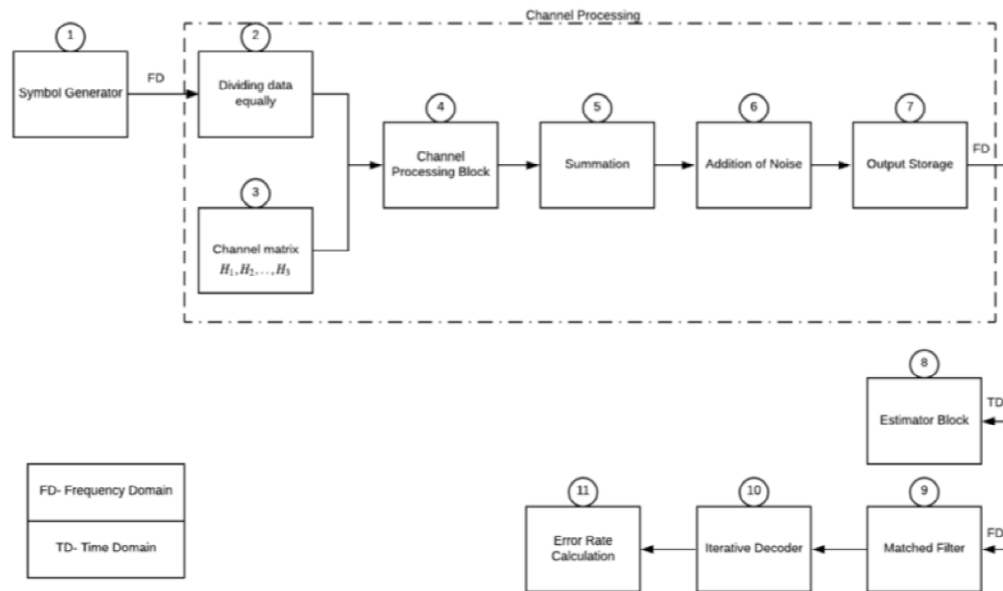 Channel Processing
1
Symbol Generator
FD
2
Dividing data
equally
3
Channel matrix
H₁, H₂, ..., H₃
4
Channel
Processing Block
5
Summation
6
Addition of Noise
7
Output Storage
FD
8
Estimator Block
TD
9
Matched Filter
FD
10
Iterative Decoder
11
Error Rate
Calculation
FD- Frequency Domain
TD- Time Domain